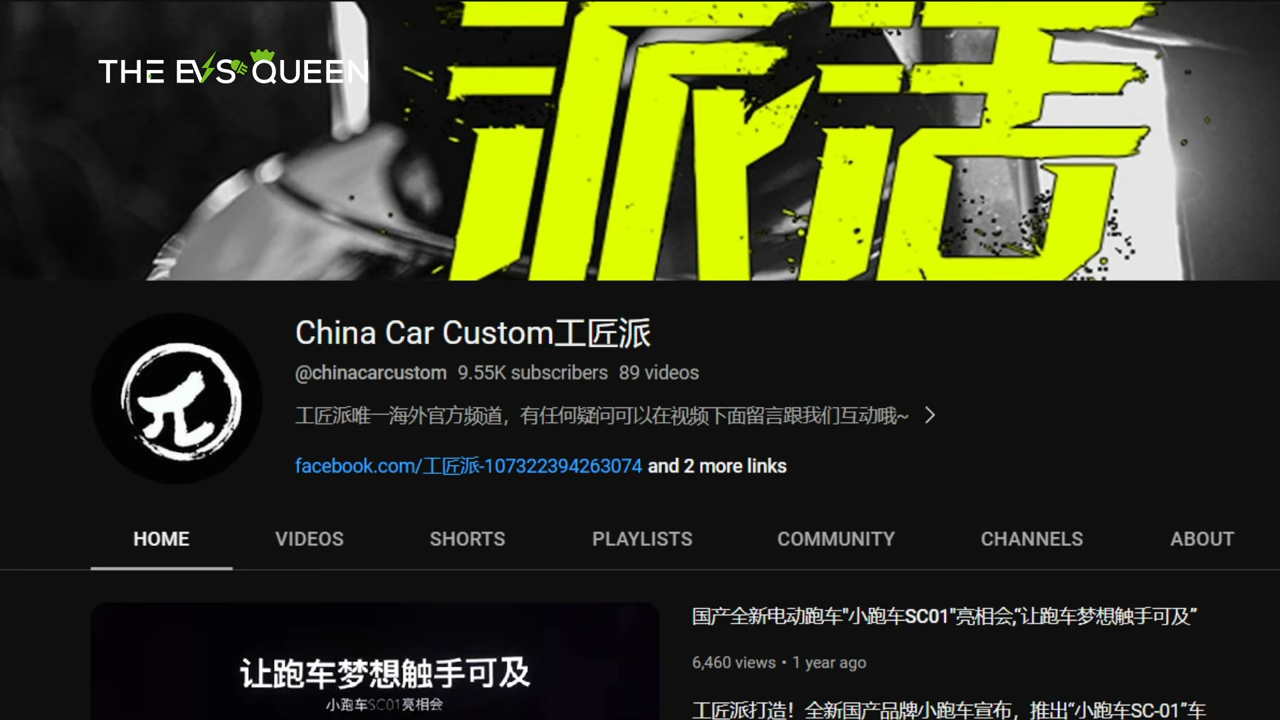 THE EVS QUEEN
派活
China Car Custom工匠派
@chinacarcustom 9.55K subscribers 89 videos
工匠派唯一海外官方频道，有任何疑问可以在视频下面留言跟我们互动哦~
facebook.com/工匠派-107322394263074 and 2 more links
HOME VIDEOS SHORTS PLAYLISTS COMMUNITY CHANNELS ABOUT
让跑车梦想触手可及
小跑车SC01亮相会
国产全新电动跑车"小跑车SC01"亮相会,“让跑车梦想触手可及”
6,460 views • 1 year ago
工匠派打造！全新国产品牌小跑车宣布，推出“小跑车SC-01”车